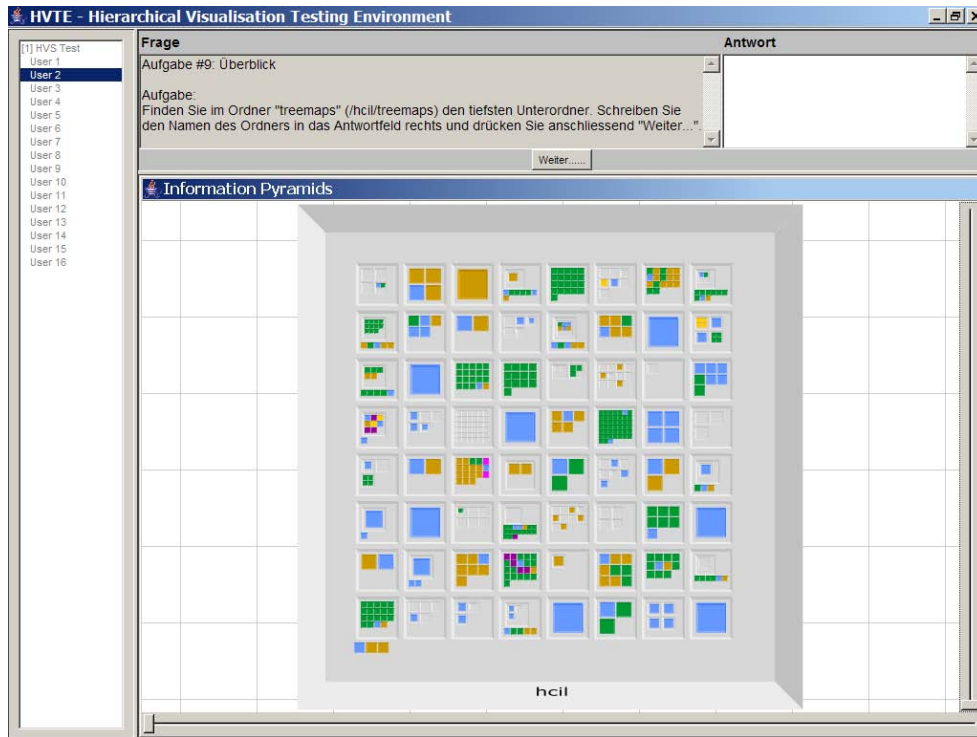 HVTE - Hierarchical Visualisation Testing Environment
[1] HVS Test
User 1
User 2
User 3
User 4
User 5
User 6
User 7
User 8
User 9
User 10
User 11
User 12
User 13
User 14
User 15
User 16
Frage
Aufgabe #9: Überblick
Aufgabe:
Finden Sie im Ordner "treemaps" (/hcil/treemaps) den tiefsten Unterordner. Schreiben Sie
den Namen des Ordners in das Antwortfeld rechts und drücken Sie anschliessend "Weiter...".
Antwort
Weiter......
Information Pyramids
hcil